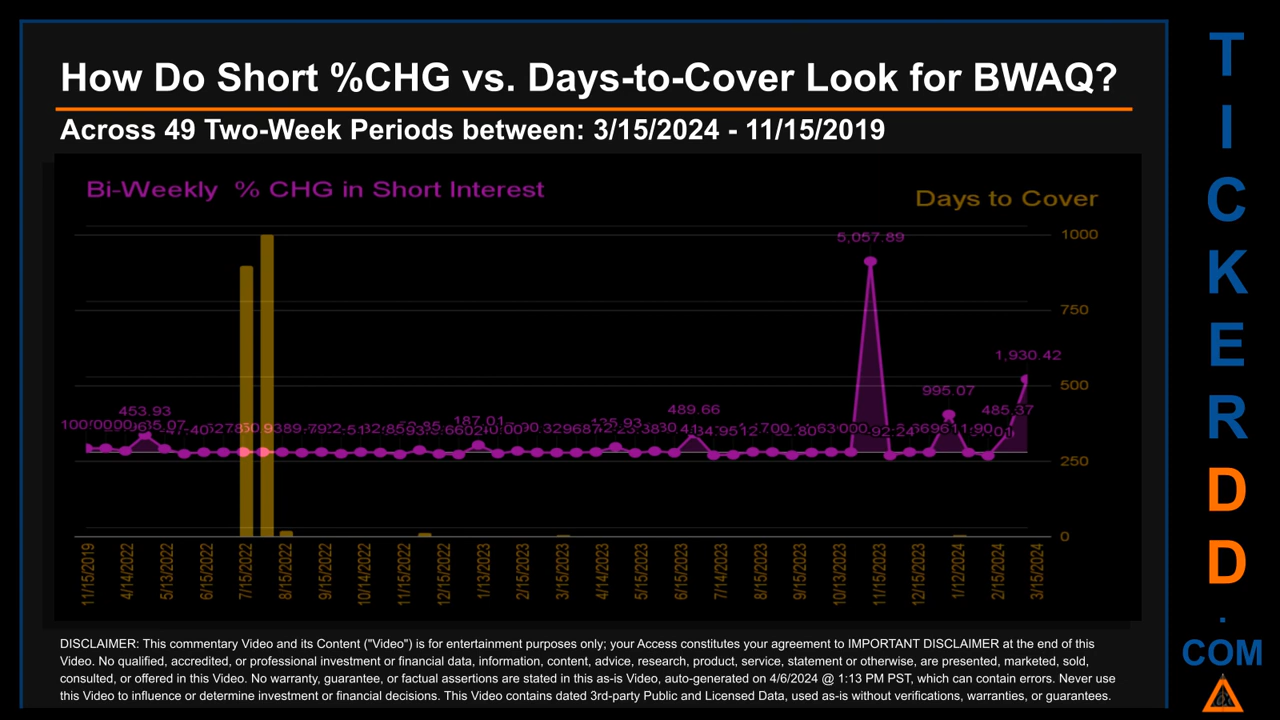 How Do Short %CHG vs. Days-to-Cover Look for BWAQ?
Across 49 Two-Week Periods between: 3/15/2024 - 11/15/2019
Bi-Weekly % CHG in Short Interest
Days to Cover
5,057.89
1000
750
1,930.42
500
995.07
453.93
489.66
485.37
187.01
250
0
11/15/2019
4/14/2022
5/13/2022
6/15/2022
7/15/2022
8/15/2022
9/15/2022
10/14/2022
11/15/2022
12/15/2022
1/13/2023
2/15/2023
3/15/2023
4/14/2023
5/15/2023
6/15/2023
7/14/2023
8/15/2023
9/15/2023
10/13/2023
11/15/2023
12/15/2023
1/12/2024
2/15/2024
3/15/2024
DISCLAIMER: This commentary Video and its Content ("Video") is for entertainment purposes only; your Access constitutes your agreement to IMPORTANT DISCLAIMER at the end of this
Video. No qualified, accredited, or professional investment or financial data, information, content, advice, research, product, service, statement or otherwise, are presented, marketed, sold,
consulted, or offered in this Video. No warranty, guarantee, or factual assertions are stated in this as-is Video, auto-generated on 4/6/2024 @ 1:13 PM PST, which can contain errors. Never use
this Video to influence or determine investment or financial decisions. This Video contains dated 3rd-party Public and Licensed Data, used as-is without verifications, warranties, or guarantees.
T
I
C
K
E
R
D
D
.
COM